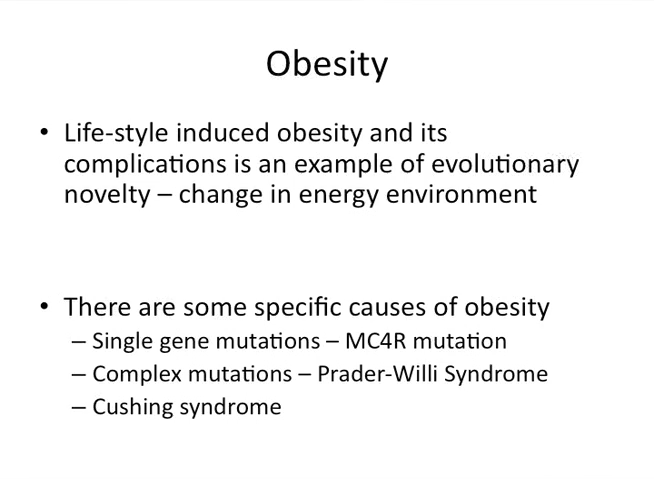 Obesity
• Life-style induced obesity and its
complications is an example of evolutionary
novelty – change in energy environment
• There are some specific causes of obesity
– Single gene mutations – MC4R mutation
– Complex mutations – Prader-Willi Syndrome
– Cushing syndrome